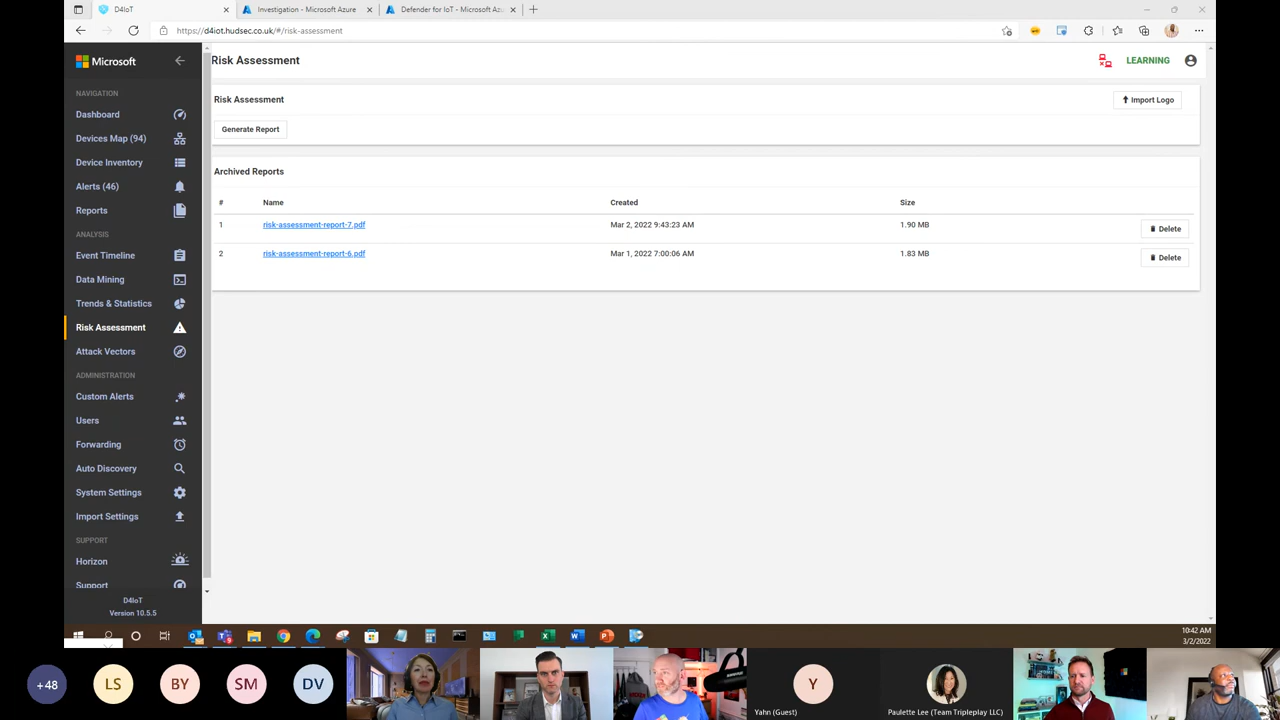 D4IoT
Investigation - Microsoft Azure
Defender for IoT - Microsoft Azu
https://d4iot.hudsec.co.uk/#/risk-assessment
Microsoft
Risk Assessment
LEARNING
NAVIGATION
Dashboard
Devices Map (94)
Device Inventory
Alerts (46)
Reports
ANALYSIS
Event Timeline
Data Mining
Trends & Statistics
Risk Assessment
Attack Vectors
ADMINISTRATION
Custom Alerts
Users
Forwarding
Auto Discovery
System Settings
Import Settings
SUPPORT
Horizon
Support
D4IoT
Version 10.5.5
Risk Assessment
Import Logo
Generate Report
Archived Reports
# Name Created Size
1 risk-assessment-report-7.pdf Mar 2, 2022 9:43:23 AM 1.90 MB Delete
2 risk-assessment-report-6.pdf Mar 1, 2022 7:00:06 AM 1.83 MB Delete
10:42 AM
3/2/2022
+48
LS
BY
SM
DV
Y
Yahn (Guest)
Paulette Lee (Team Tripleplay LLC)